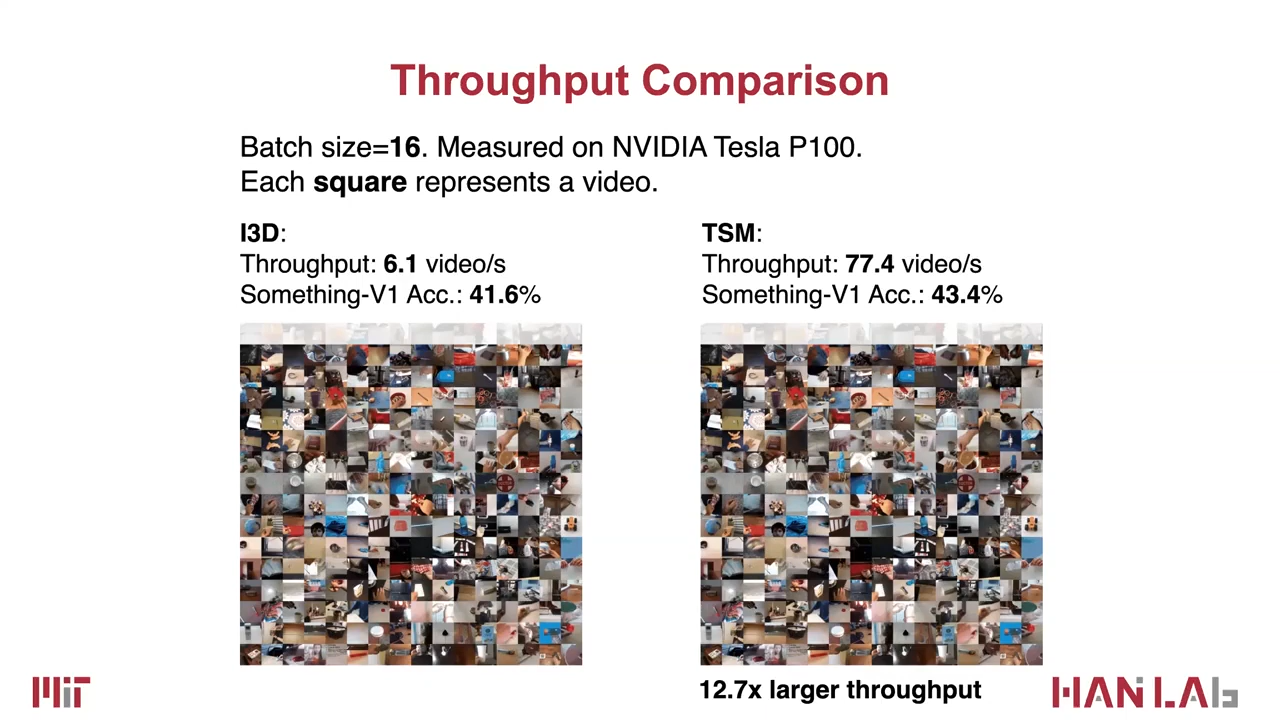 Throughput Comparison
Batch size=16. Measured on NVIDIA Tesla P100.
Each square represents a video.
I3D:
Throughput: 6.1 video/s
Something-V1 Acc.: 41.6%
TSM:
Throughput: 77.4 video/s
Something-V1 Acc.: 43.4%
12.7x larger throughput
MIT
HAN LAb